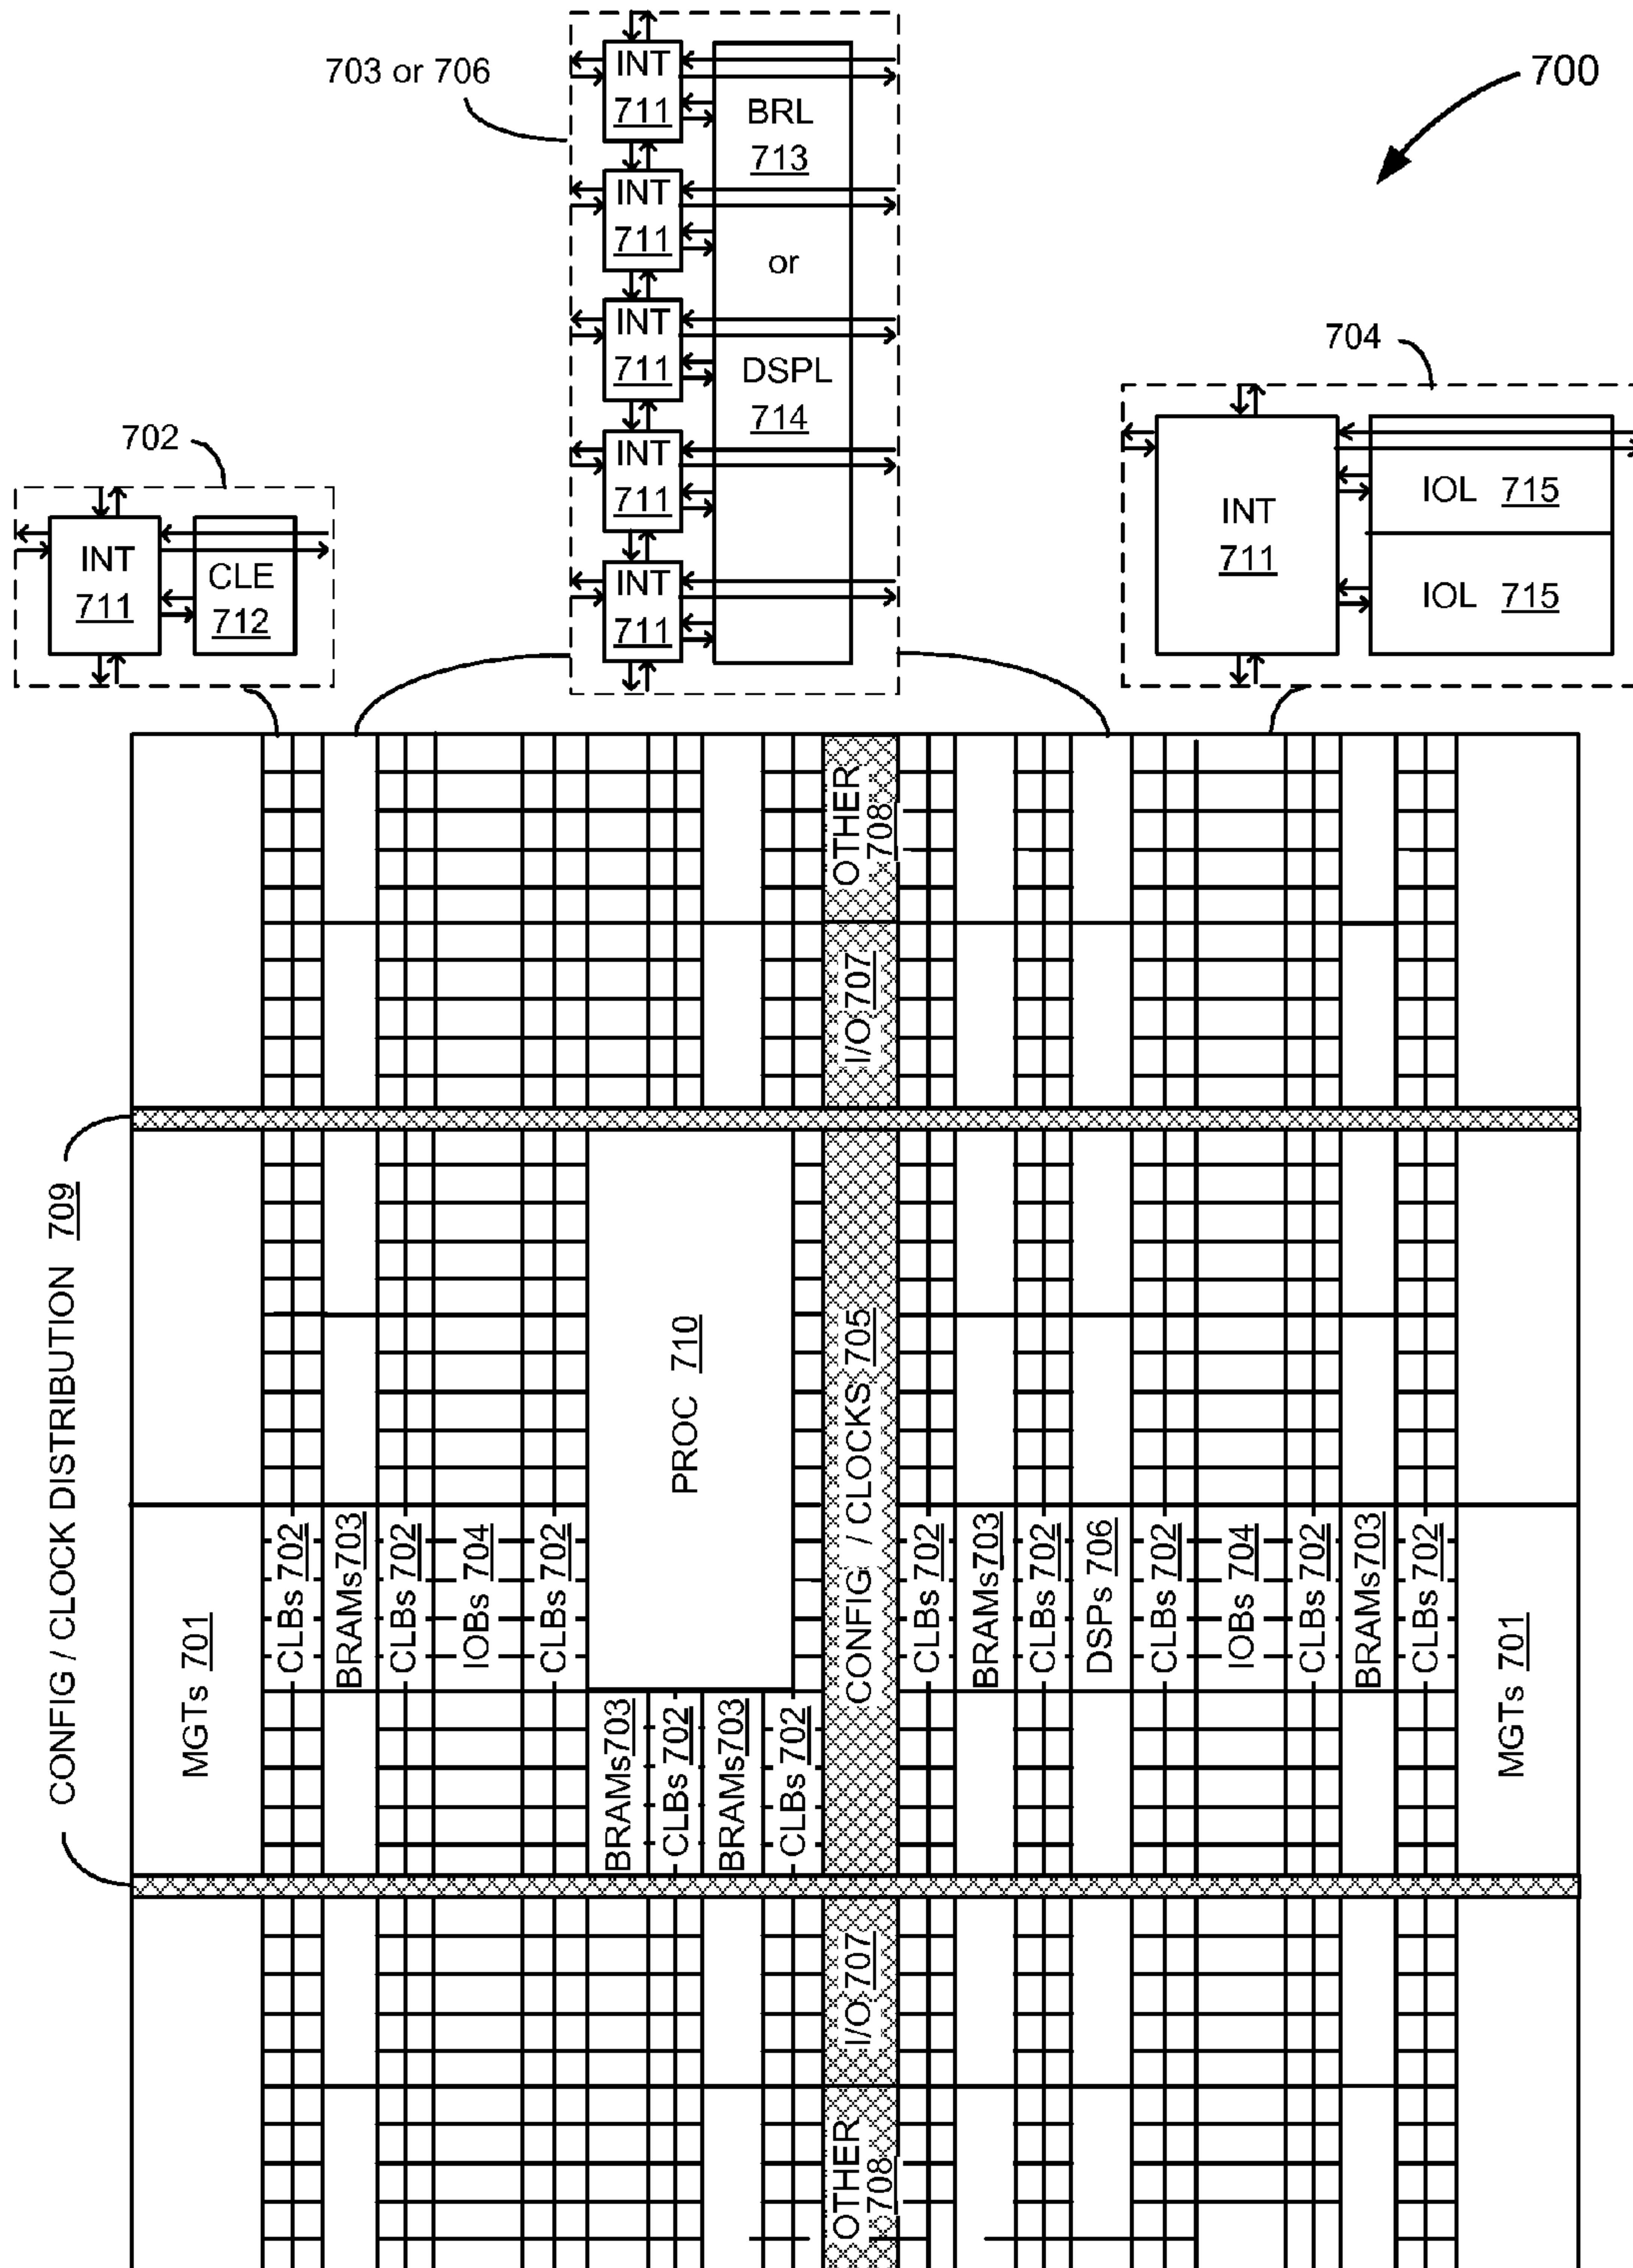 700
703 or 706
INT
711
INT
711
INT
711
INT
711
INT
711
BRL
713
or
DSPL
714
704
INT
711
IOL 715
IOL 715
702
INT
711
CLE
712
OTHER
708
I/O 707
CONFIG / CLOCK DISTRIBUTION 709
PROC 710
CONFIG / CLOCKS 705
MGTs 701
CLBs 702
BRAMs 703
CLBs 702
IOBs 704
CLBs 702
BRAMs 703
CLBs 702
BRAMs 703
CLBs 702
CLBs 702
BRAMs 703
CLBs 702
DSPs 706
CLBs 702
IOBs 704
CLBs 702
BRAMs 703
CLBs 702
MGTs 701
I/O 707
OTHER
708